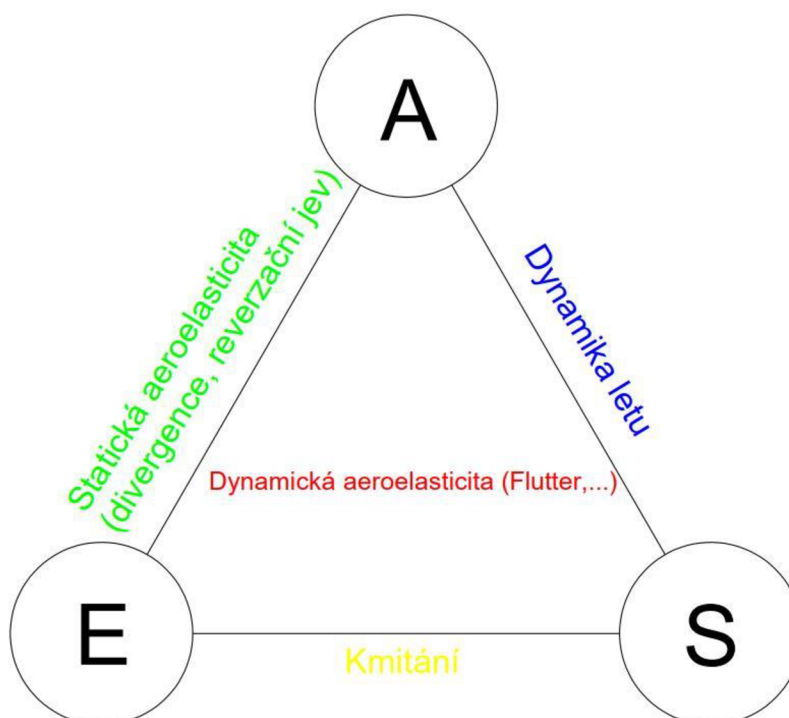 A
Statická aeroelasticita
(divergence, reverzační jev)
Dynamika letu
Dynamická aeroelasticita (Flutter,...)
E
S
Kmitání